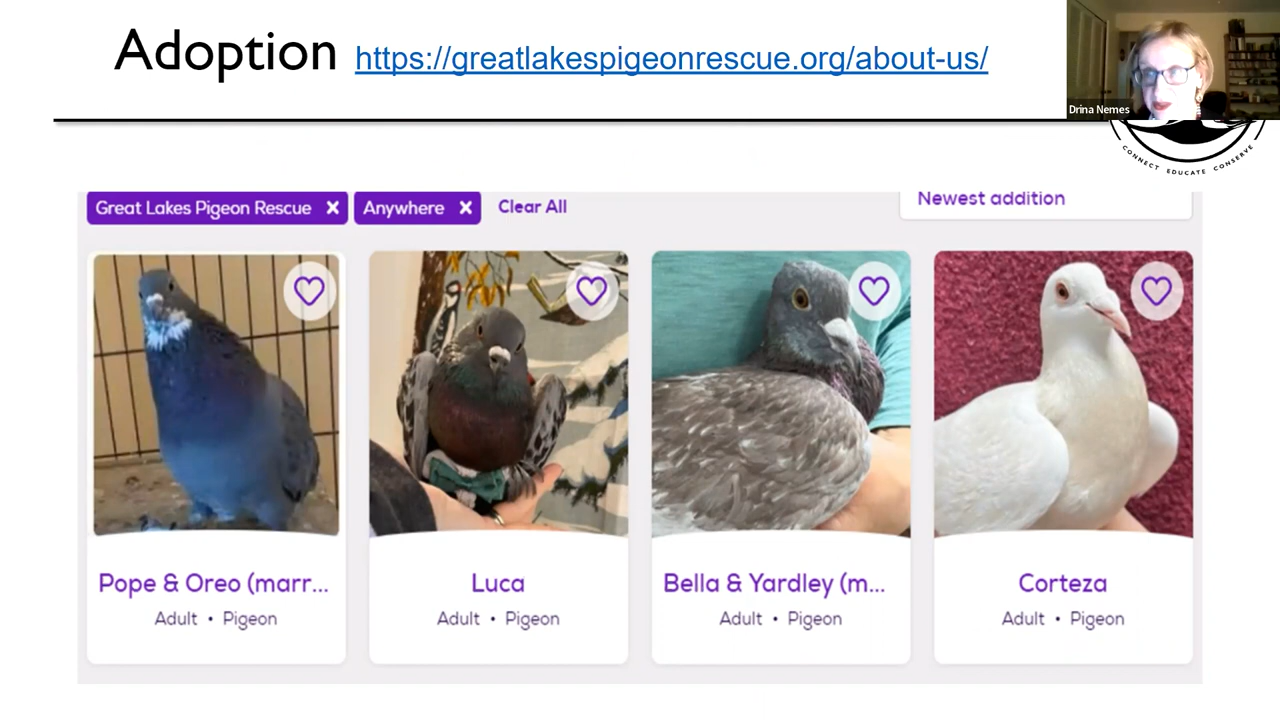 Adoption https://greatlakespigeonrescue.org/about-us/
Drina Nemes
CONNECT EDUCATE CONSERVE
Great Lakes Pigeon Rescue × Anywhere × Clear All
Newest addition
Pope & Oreo (marr...
Adult • Pigeon
Luca
Adult • Pigeon
Bella & Yardley (m...
Adult • Pigeon
Corteza
Adult • Pigeon